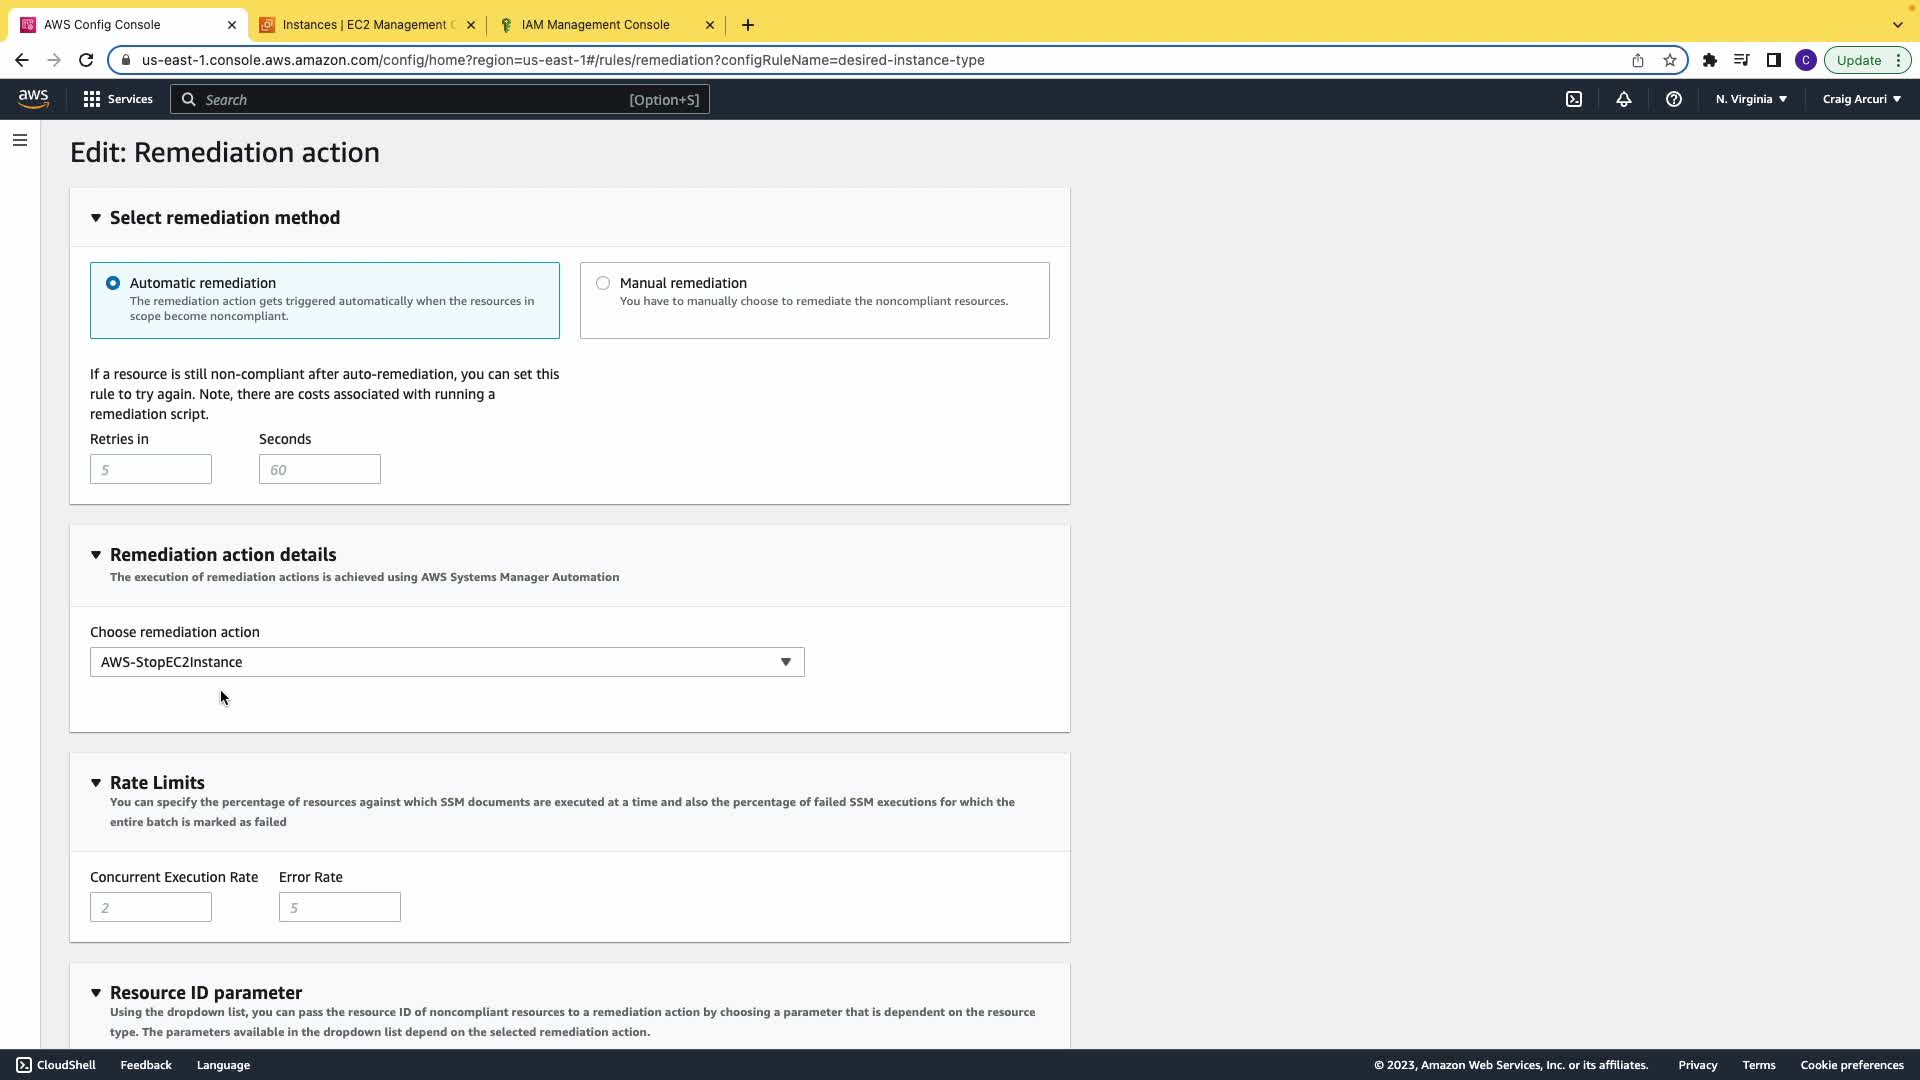 AWS Config Console
Instances | EC2 Management C
IAM Management Console
us-east-1.console.aws.amazon.com/config/home?region=us-east-1#/rules/remediation?configRuleName=desired-instance-type
C
Update
aws
Services
Search
[Option+S]
N. Virginia
Craig Arcuri
Edit: Remediation action
Select remediation method
Automatic remediation
The remediation action gets triggered automatically when the resources in
scope become noncompliant.
Manual remediation
You have to manually choose to remediate the noncompliant resources.
If a resource is still non-compliant after auto-remediation, you can set this
rule to try again. Note, there are costs associated with running a
remediation script.
Retries in
Seconds
5
60
Remediation action details
The execution of remediation actions is achieved using AWS Systems Manager Automation
Choose remediation action
AWS-StopEC2Instance
Rate Limits
You can specify the percentage of resources against which SSM documents are executed at a time and also the percentage of failed SSM executions for which the
entire batch is marked as failed
Concurrent Execution Rate
Error Rate
2
5
Resource ID parameter
Using the dropdown list, you can pass the resource ID of noncompliant resources to a remediation action by choosing a parameter that is dependent on the resource
type. The parameters available in the dropdown list depend on the selected remediation action.
CloudShell
Feedback
Language
© 2023, Amazon Web Services, Inc. or its affiliates.
Privacy
Terms
Cookie preferences